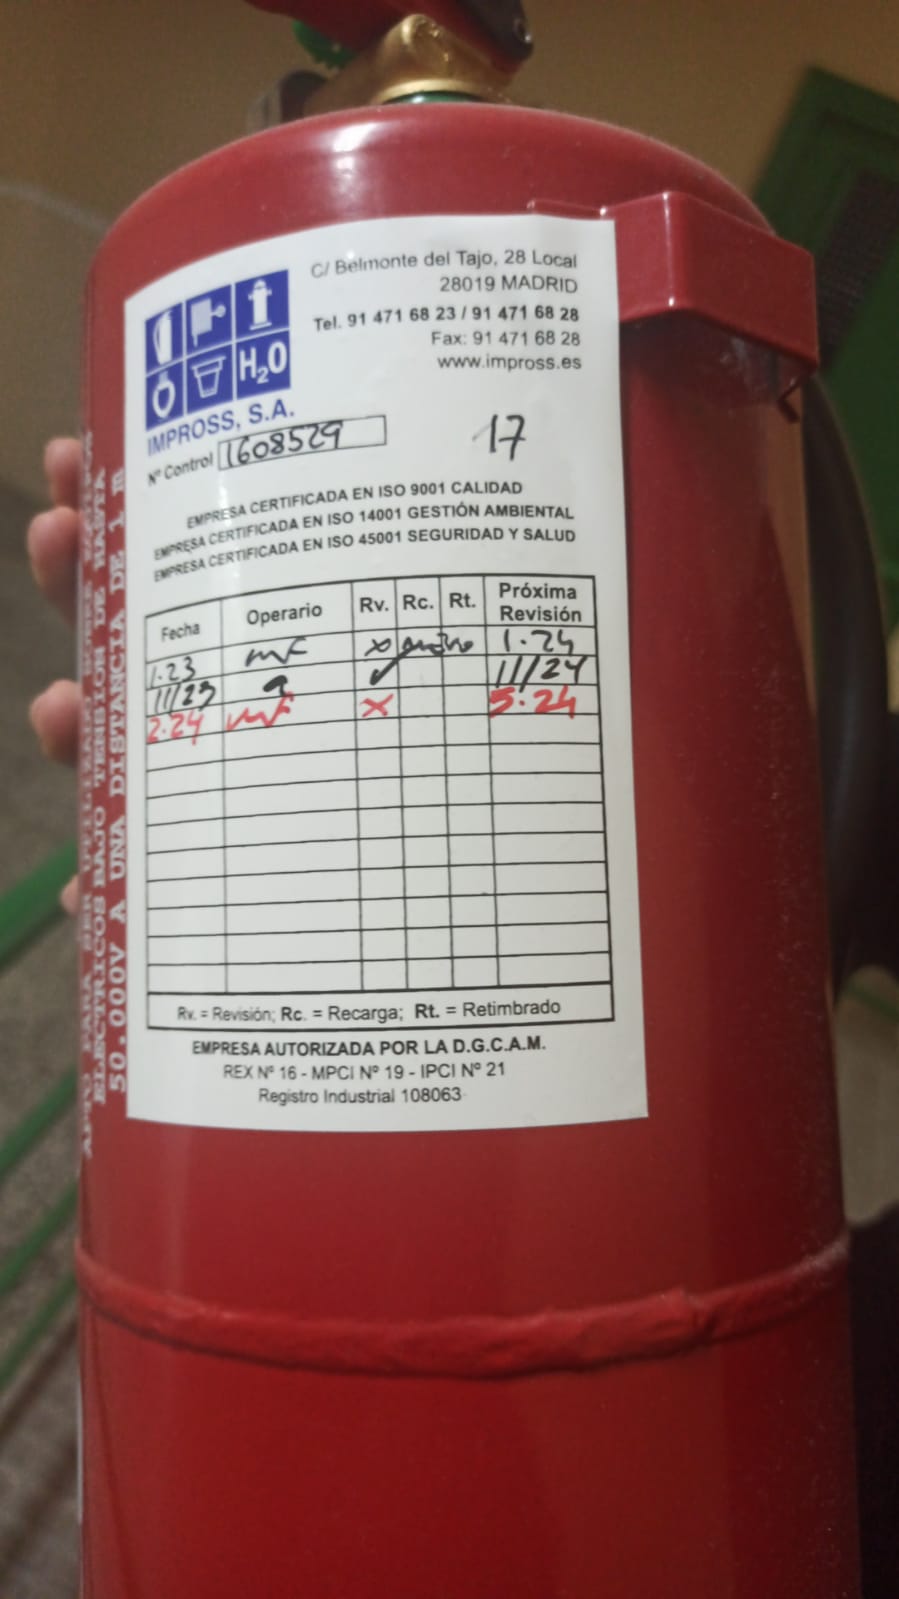 C/ Belmonte del Tajo, 28 Local
28019 MADRID
Tel. 91 471 68 23 / 91 471 68 28
Fax: 91 471 68 28
www.impross.es
H2O
IMPROSS, S.A.
Nº Control 1608529
17
EMPRESA CERTIFICADA EN ISO 9001 CALIDAD
EMPRESA CERTIFICADA EN ISO 14001 GESTIÓN AMBIENTAL
EMPRESA CERTIFICADA EN ISO 45001 SEGURIDAD Y SALUD
Fecha Operario Rv. Rc. Rt. Próxima Revisión
1.23 x 1.24
11/23 ✓ 11/24
2.24 x 5.24
Rv. = Revisión; Rc. = Recarga; Rt. = Retimbrado
EMPRESA AUTORIZADA POR LA D.G.C.A.M.
REX Nº 16 - MPCI Nº 19 - IPCI Nº 21
Registro Industrial 108063
PARA SER UTILIZADO SOBRE
ELECTRICOS BAJO TENSION DE HASTA
50.000V A UNA DISTANCIA DE 1 m